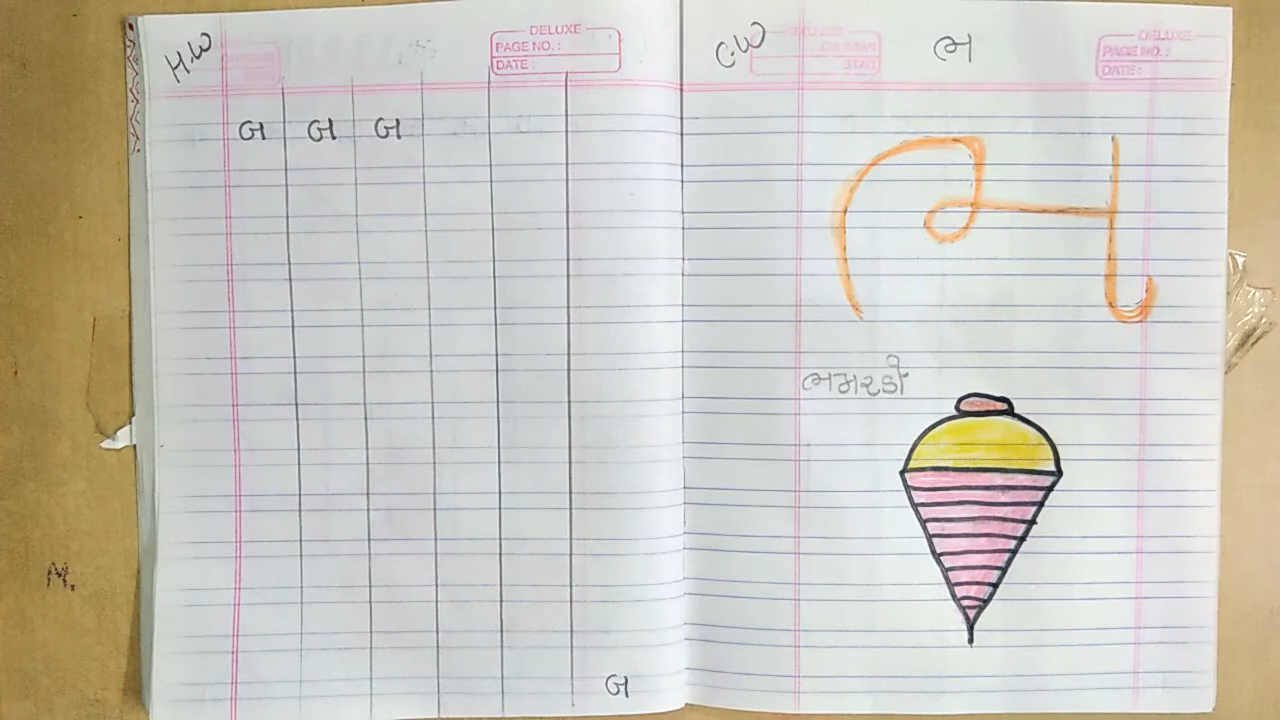 H.W
DELUXE
PAGE NO. :
DATE :
બ બ બ
બ
C.W
ભ
DELUXE
PAGE NO. :
DATE :
ભ
ભમરડો
M.